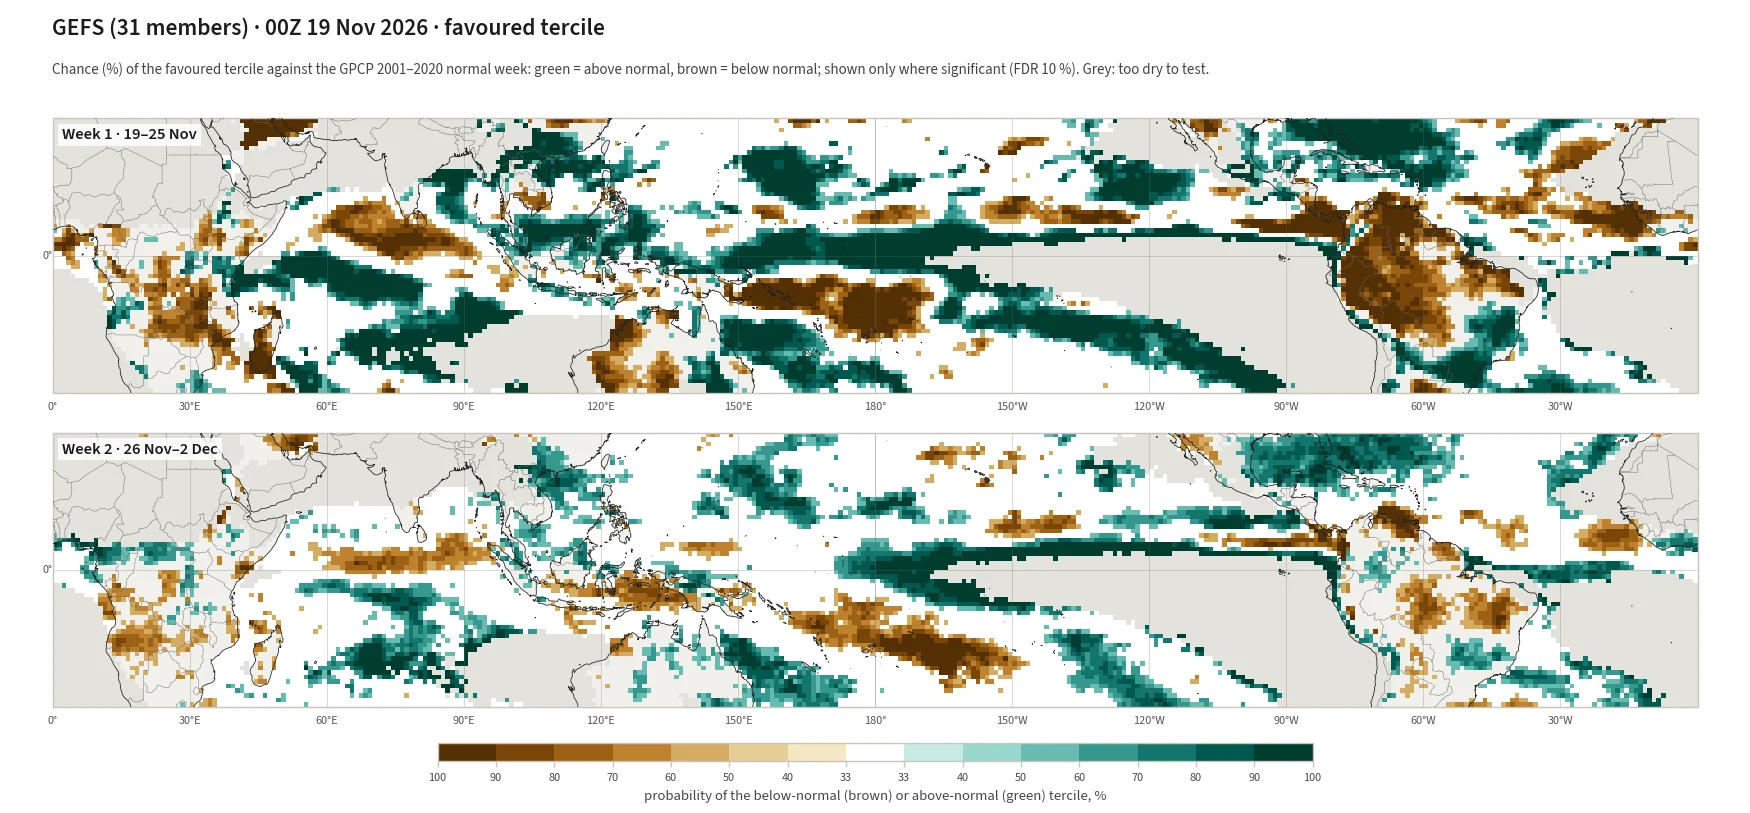 GEFS (31 members) · 00Z 19 Nov 2026 · favoured tercile
Chance (%) of the favoured tercile against the GPCP 2001–2020 normal week: green = above normal, brown = below normal; shown only where significant (FDR 10 %). Grey: too dry to test.
Week 1 · 19–25 Nov
0°
0° 30°E 60°E 90°E 120°E 150°E 180° 150°W 120°W 90°W 60°W 30°W
Week 2 · 26 Nov–2 Dec
0°
0° 30°E 60°E 90°E 120°E 150°E 180° 150°W 120°W 90°W 60°W 30°W
100 90 80 70 60 50 40 33 33 40 50 60 70 80 90 100
probability of the below-normal (brown) or above-normal (green) tercile, %